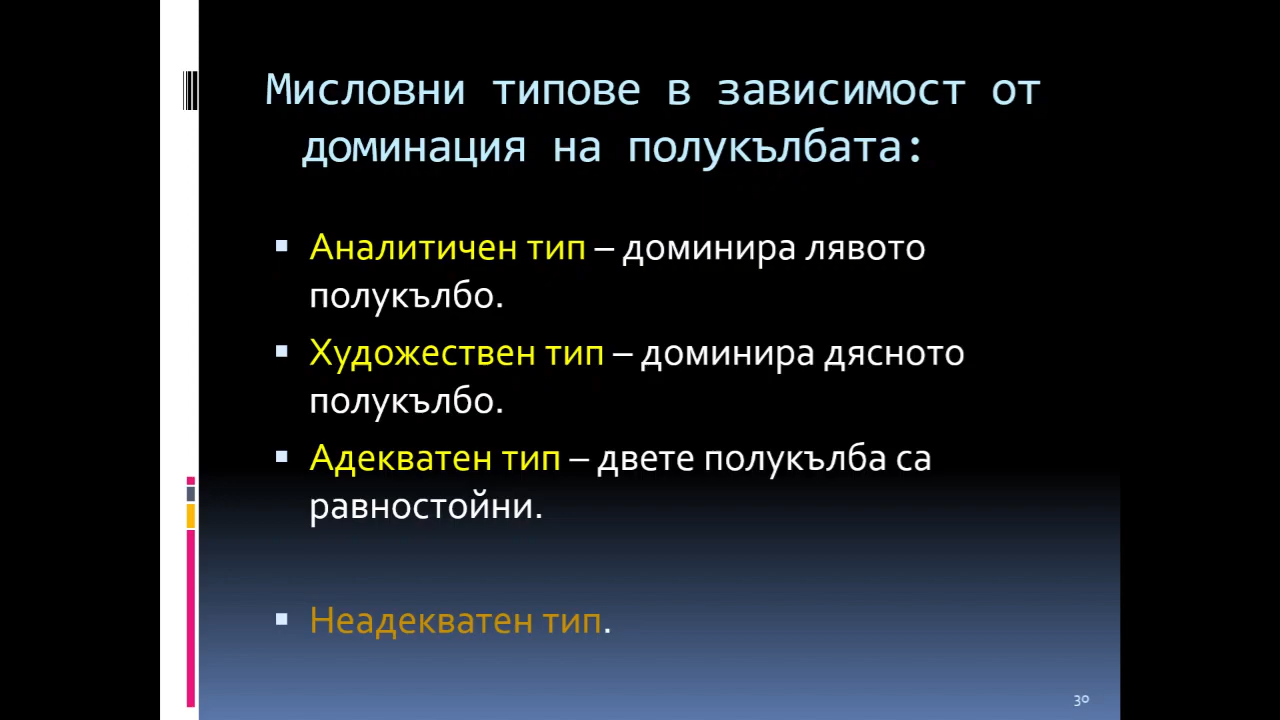 Мисловни типове в зависимост от
доминация на полукълбата:
▪ Аналитичен тип – доминира лявото
полукълбо.
▪ Художествен тип – доминира дясното
полукълбо.
▪ Адекватен тип – двете полукълба са
равностойни.
▪ Неадекватен тип.
30